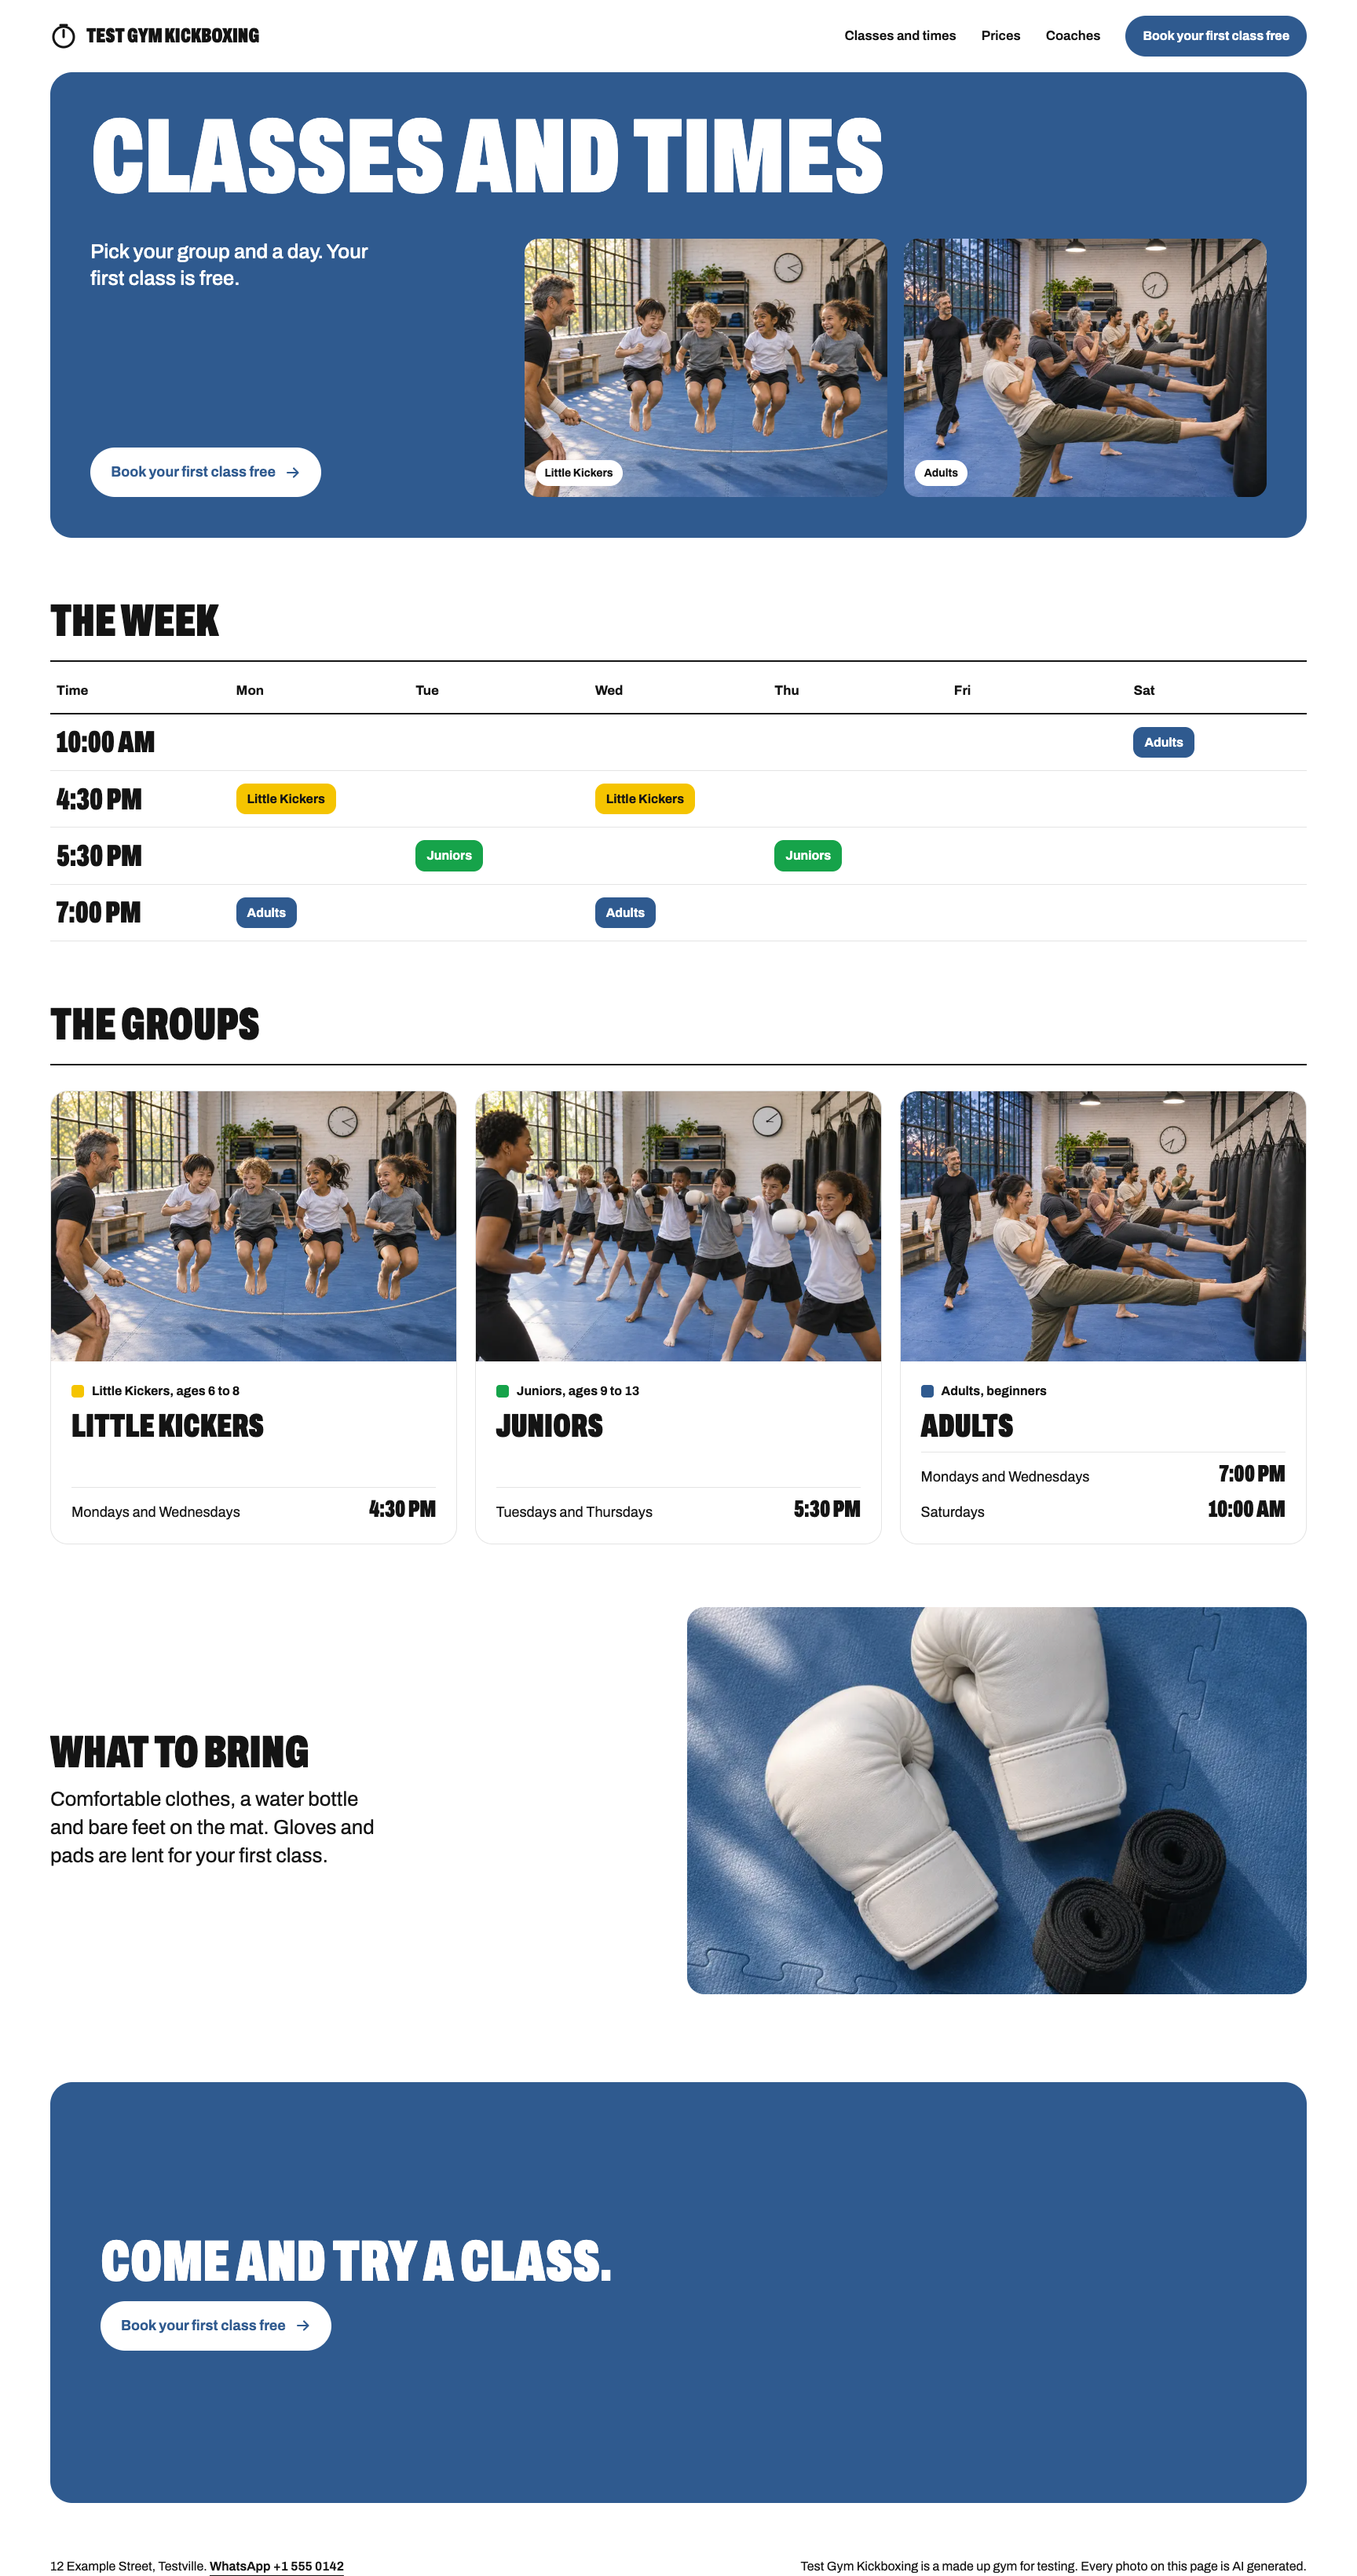 TEST GYM KICKBOXING
Classes and times
Prices
Coaches
Book your first class free
CLASSES AND TIMES
Pick your group and a day. Your
first class is free.
Book your first class free
Little Kickers
Adults
THE WEEK
Time Mon Tue Wed Thu Fri Sat
10:00 AM Adults
4:30 PM Little Kickers Little Kickers
5:30 PM Juniors Juniors
7:00 PM Adults Adults
THE GROUPS
Little Kickers, ages 6 to 8
LITTLE KICKERS
Mondays and Wednesdays 4:30 PM
Juniors, ages 9 to 13
JUNIORS
Tuesdays and Thursdays 5:30 PM
Adults, beginners
ADULTS
Mondays and Wednesdays 7:00 PM
Saturdays 10:00 AM
WHAT TO BRING
Comfortable clothes, a water bottle
and bare feet on the mat. Gloves and
pads are lent for your first class.
COME AND TRY A CLASS.
Book your first class free
12 Example Street, Testville. WhatsApp +1 555 0142
Test Gym Kickboxing is a made up gym for testing. Every photo on this page is AI generated.